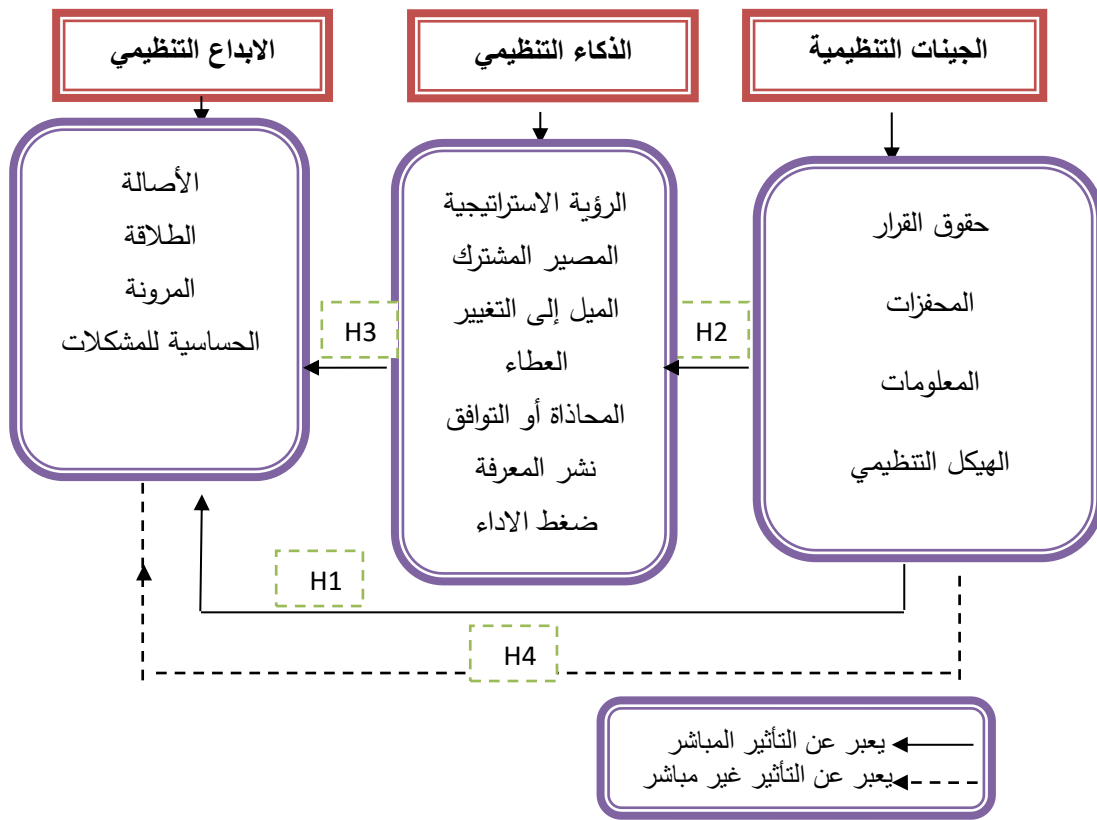 الجينات التنظيمية
الذكاء التنظيمي
الابداع التنظيمي
حقوق القرار
المحفزات
المعلومات
الهيكل التنظيمي
H2
الرؤية الاستراتيجية
المصير المشترك
الميل إلى التغيير
العطاء
المحاذاة أو التوافق
نشر المعرفة
ضغط الاداء
H3
الأصالة
الطلاقة
المرونة
الحساسية للمشكلات
H1
H4
يعبر عن التأثير المباشر
يعبر عن التأثير غير مباشر